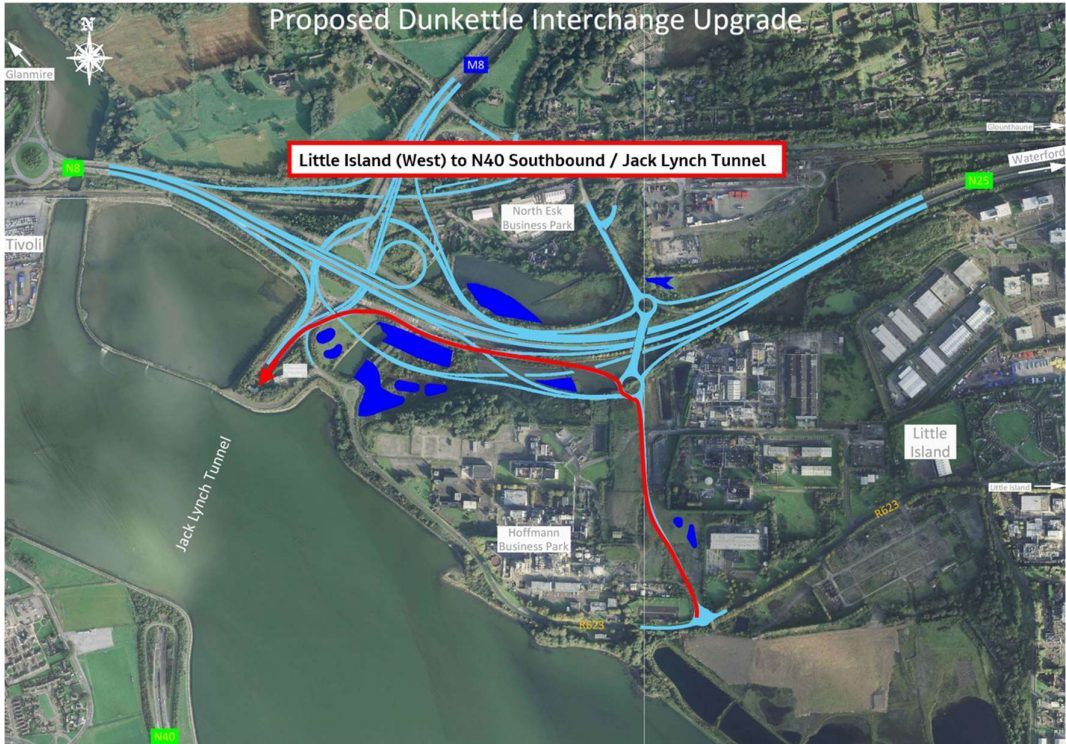 Proposed Dunkettle Interchange Upgrade
N
Glanmire
M8
Glounthaune
Little Island (West) to N40 Southbound / Jack Lynch Tunnel
Waterford
N8
N25
North Esk
Business Park
Tivoli
Little
Island
Jack Lynch Tunnel
Little Island
R623
Hoffmann
Business Park
R623
N40